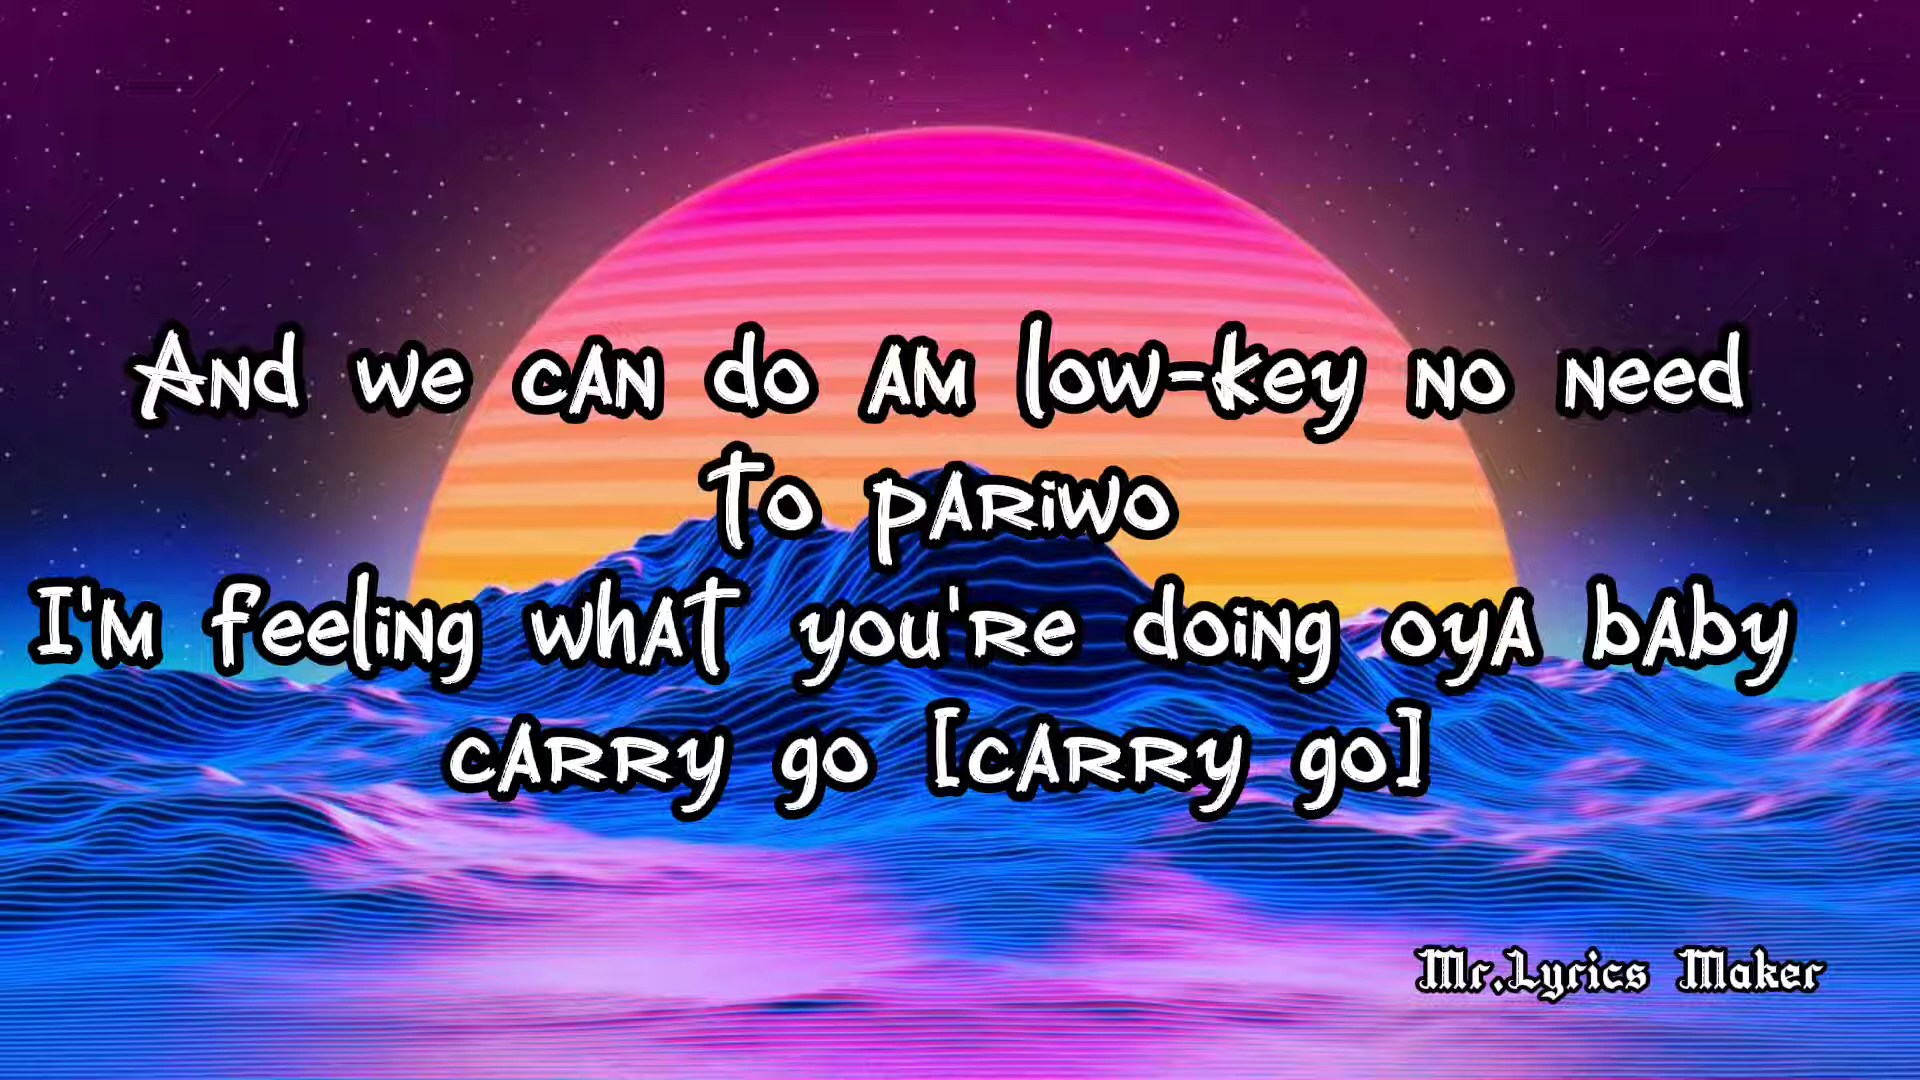 And we can do am low-key no need
to pariwo
I'm feeling what you're doing oya baby
carry go [carry go]
Mr.Lyrics Maker